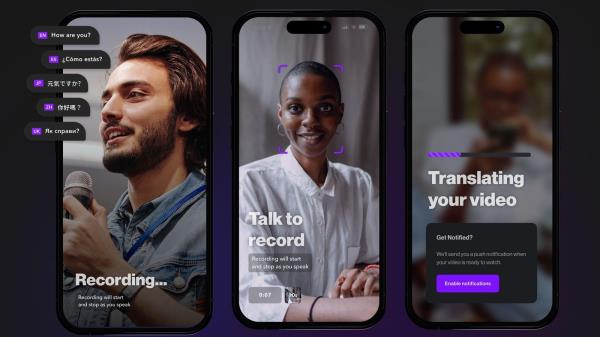 EN How are you?
ES ¿Cómo estás?
JP 元気ですか?
ZH 你好嗎？
UK Як справи?
Recording...
Recording will start
and stop as you speak
Talk to
record
Recording will start
and stop as you speak
0:07
Translating
your video
Get Notified?
We'll send you a push notification when
your video is ready to watch.
Enable notifications